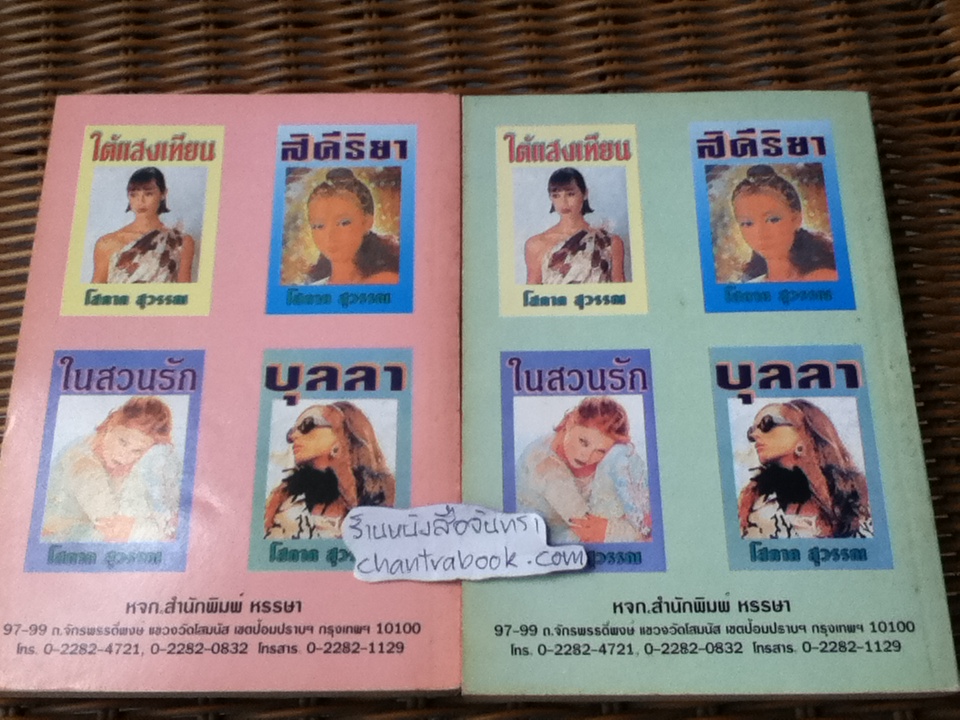 ใต้แสงเทียน
โสภาค สุวรรณ
สิคีริยา
โสภาค สุวรรณ
ในสวนรัก
โสภาค สุวรรณ
บุลลา
โสภาค
หจก.สำนักพิมพ์ หรรษา
97-99 ถ.จักรพรรดิ์พงษ์ แขวงวัดโสมนัส เขตป้อมปราบฯ กรุงเทพฯ 10100
โทร. 0-2282-4721, 0-2282-0832 โทรสาร. 0-2282-1129
ร้านหนังสือจันทรา
chantrabook.com
ใต้แสงเทียน
โสภาค สุวรรณ
สิคีริยา
โสภาค สุวรรณ
ในสวนรัก
สุวรรณ
บุลลา
โสภาค สุวรรณ
หจก.สำนักพิมพ์ หรรษา
97-99 ถ.จักรพรรดิ์พงษ์ แขวงวัดโสมนัส เขตป้อมปราบฯ กรุงเทพฯ 10100
โทร. 0-2282-4721, 0-2282-0832 โทรสาร. 0-2282-1129